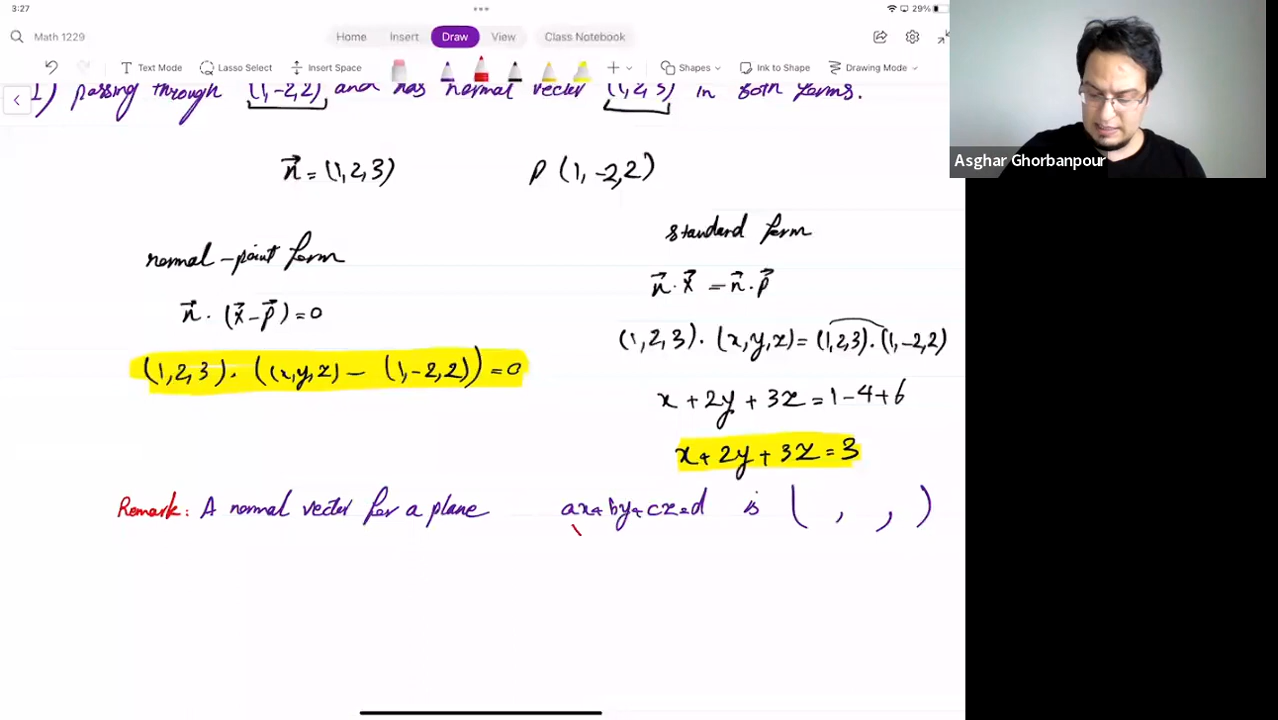 3:27
29%
Math 1229
Home Insert Draw View Class Notebook
Text Mode Lasso Select Insert Space Shapes Ink to Shape Drawing Mode
1) passing through (1,-2,2) and has normal vector (1,2,3) in both forms.
n⃗ = (1,2,3) P (1,-2,2)
normal-point form
n⃗ · (x⃗ - p⃗) = 0
(1,2,3) · ((x,y,z) - (1,-2,2)) = 0
standard form
n⃗ · x⃗ = n⃗ · p⃗
(1,2,3) · (x,y,z) = (1,2,3) · (1,-2,2)
x + 2y + 3z = 1-4+6
x + 2y + 3z = 3
Remark: A normal vector for a plane ax+by+cz=d is ( , , )
Asghar Ghorbanpour